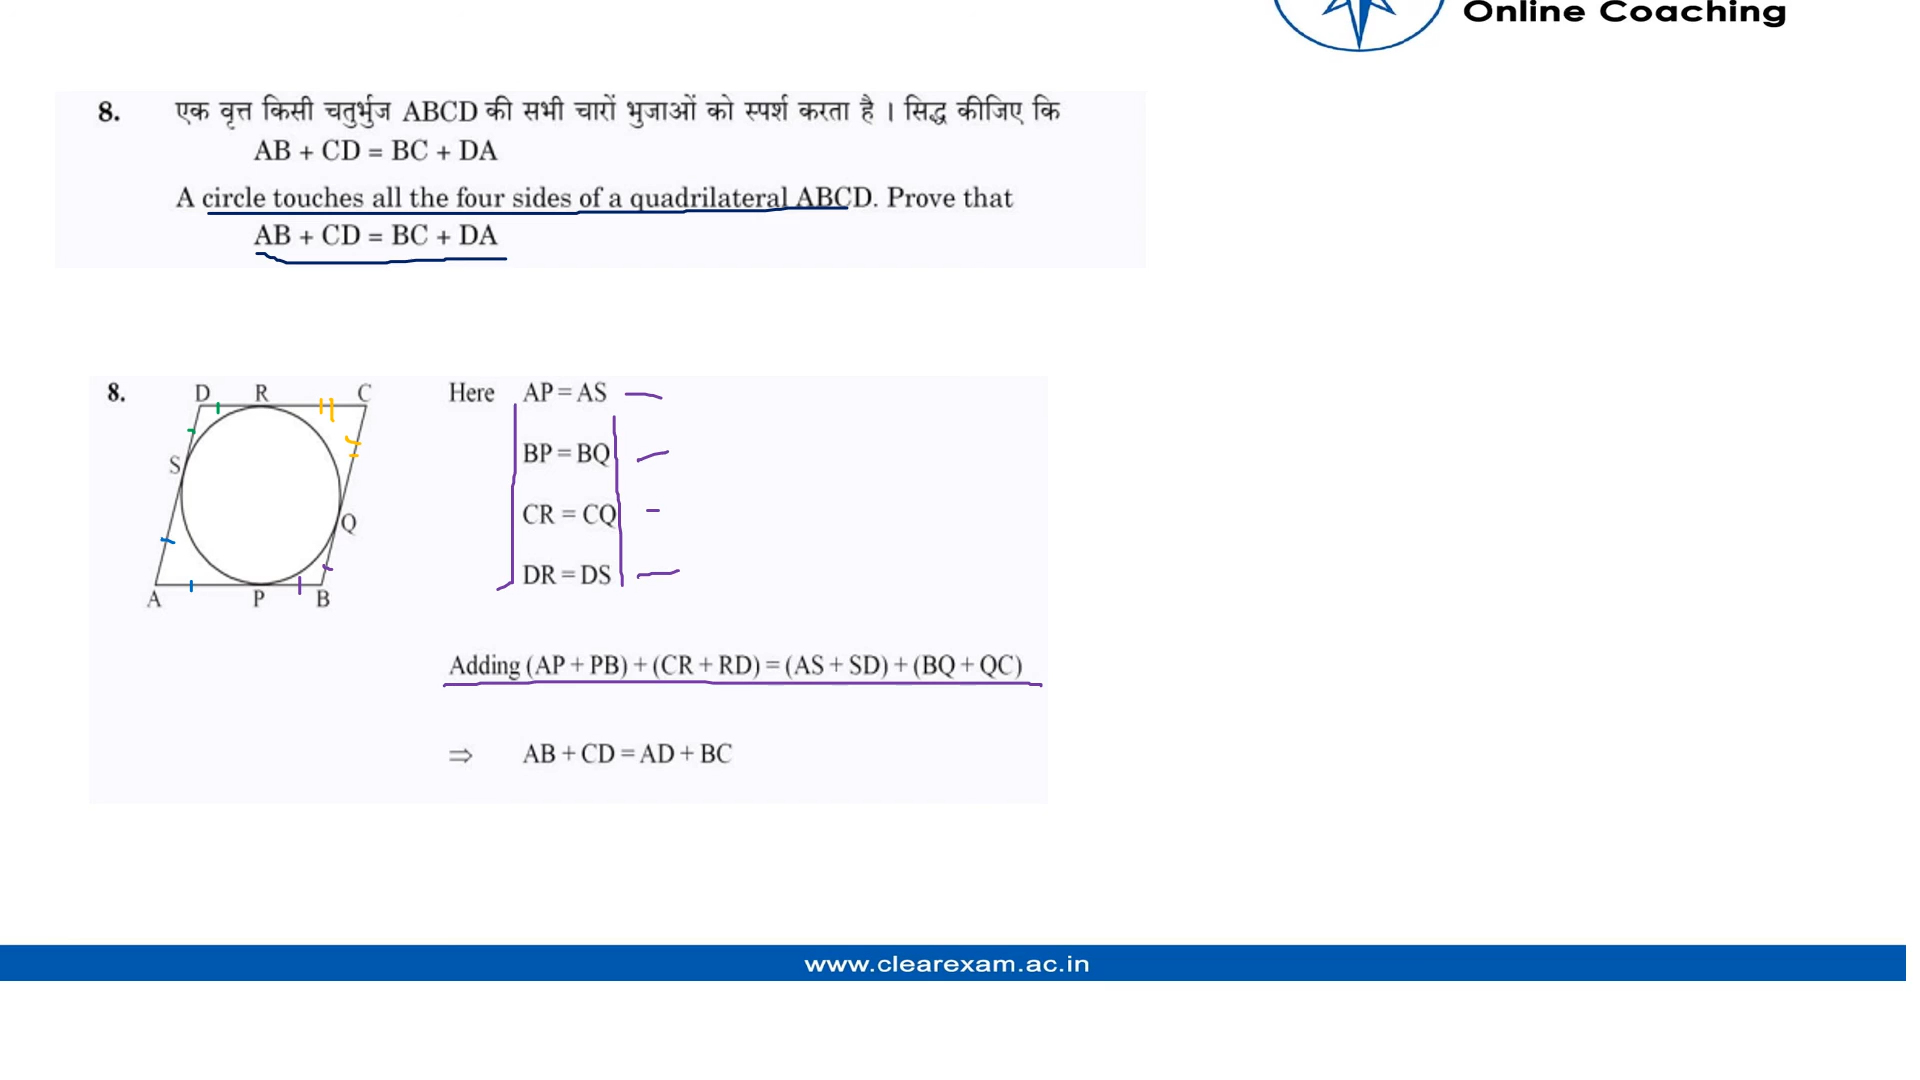 Online Coaching
8. एक वृत्त किसी चतुर्भुज ABCD की सभी चारों भुजाओं को स्पर्श करता है । सिद्ध कीजिए कि
AB + CD = BC + DA
A circle touches all the four sides of a quadrilateral ABCD. Prove that
AB + CD = BC + DA
8.
D R C
S
Q
A P B
Here AP = AS
BP = BQ
CR = CQ
DR = DS
Adding (AP + PB) + (CR + RD) = (AS + SD) + (BQ + QC)
⇒ AB + CD = AD + BC
www.clearexam.ac.in